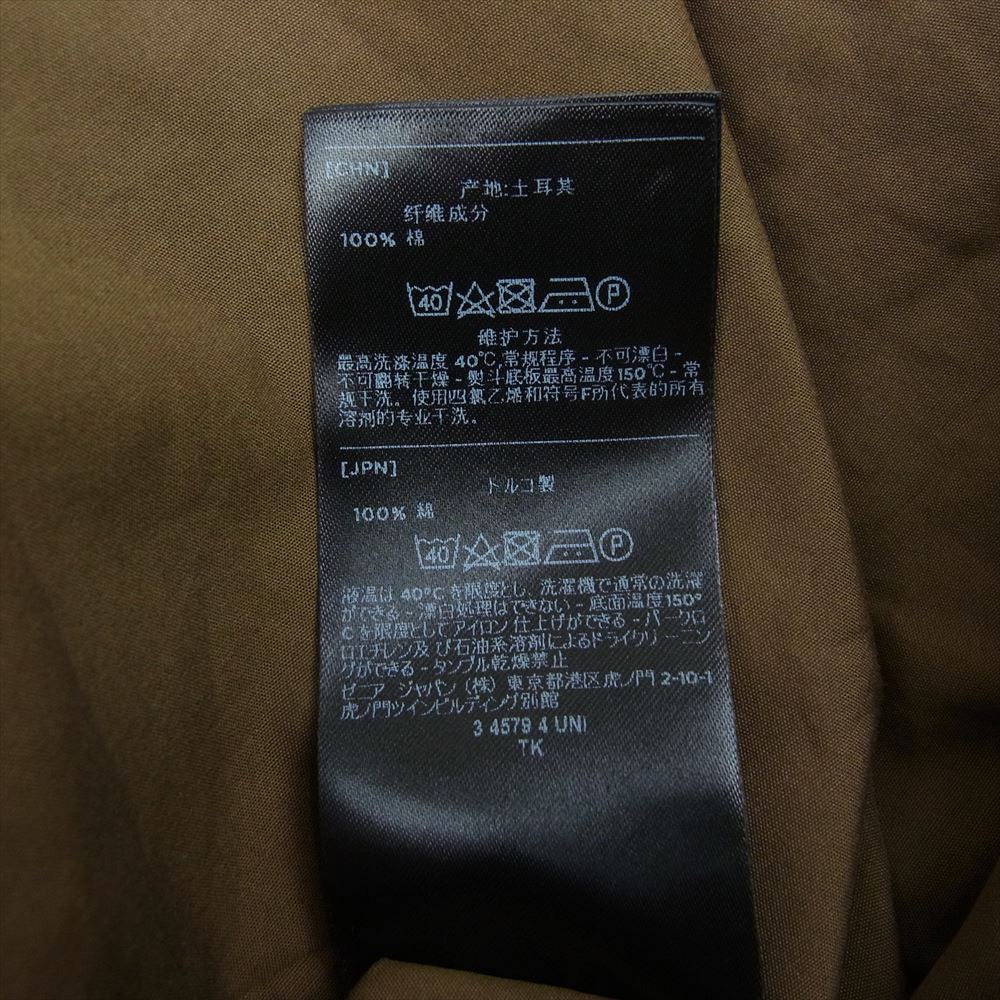 [CHN]
产地:土耳其
纤维成分
100% 棉
40 P
维护方法
最高洗涤温度 40°C,常规程序 - 不可漂白 -
不可翻转干燥 - 熨斗底板最高温度150°C - 常
规干洗。使用四氯乙烯和符号F所代表的所有
溶剂的专业干洗。
[JPN]
トルコ製
100% 綿
40 P
液温は 40°C を限度とし、洗濯機で通常の洗濯
ができる - 漂白処理はできない - 底面温度150°
C を限度としてアイロン仕上げができる - パークロ
ロエチレン及び石油系溶剤によるドライクリーニン
グができる - タンブル乾燥禁止
ゼニア ジャパン (株) 東京都港区虎ノ門 2-10-1
虎ノ門ツインビルディング別館
3 4579 4 UNI
TK